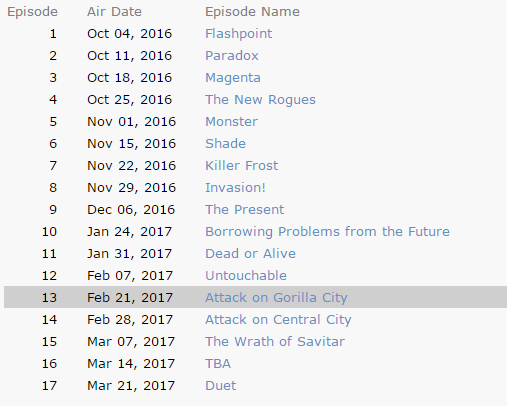 Episode Air Date Episode Name
1 Oct 04, 2016 Flashpoint
2 Oct 11, 2016 Paradox
3 Oct 18, 2016 Magenta
4 Oct 25, 2016 The New Rogues
5 Nov 01, 2016 Monster
6 Nov 15, 2016 Shade
7 Nov 22, 2016 Killer Frost
8 Nov 29, 2016 Invasion!
9 Dec 06, 2016 The Present
10 Jan 24, 2017 Borrowing Problems from the Future
11 Jan 31, 2017 Dead or Alive
12 Feb 07, 2017 Untouchable
13 Feb 21, 2017 Attack on Gorilla City
14 Feb 28, 2017 Attack on Central City
15 Mar 07, 2017 The Wrath of Savitar
16 Mar 14, 2017 TBA
17 Mar 21, 2017 Duet